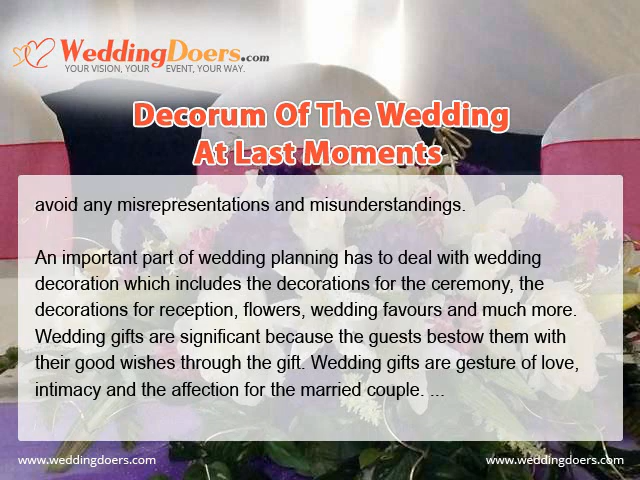 WeddingDoers.com
YOUR VISION, YOUR EVENT, YOUR WAY.
Decorum Of The Wedding
At Last Moments
avoid any misrepresentations and misunderstandings.
An important part of wedding planning has to deal with wedding
decoration which includes the decorations for the ceremony, the
decorations for reception, flowers, wedding favours and much more.
Wedding gifts are significant because the guests bestow them with
their good wishes through the gift. Wedding gifts are gesture of love,
intimacy and the affection for the married couple. ...
www.weddingdoers.com
www.weddingdoers.com